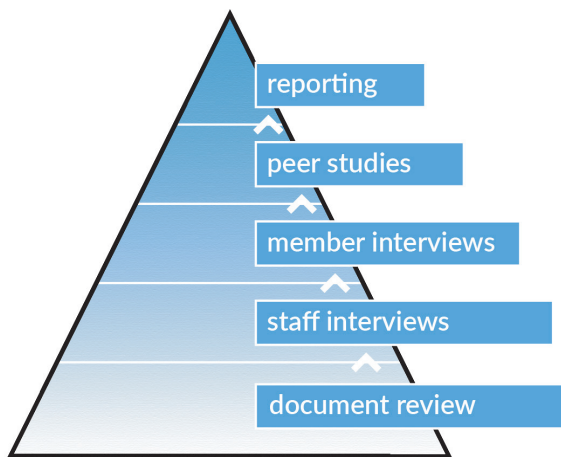 reporting
peer studies
member interviews
staff interviews
document review